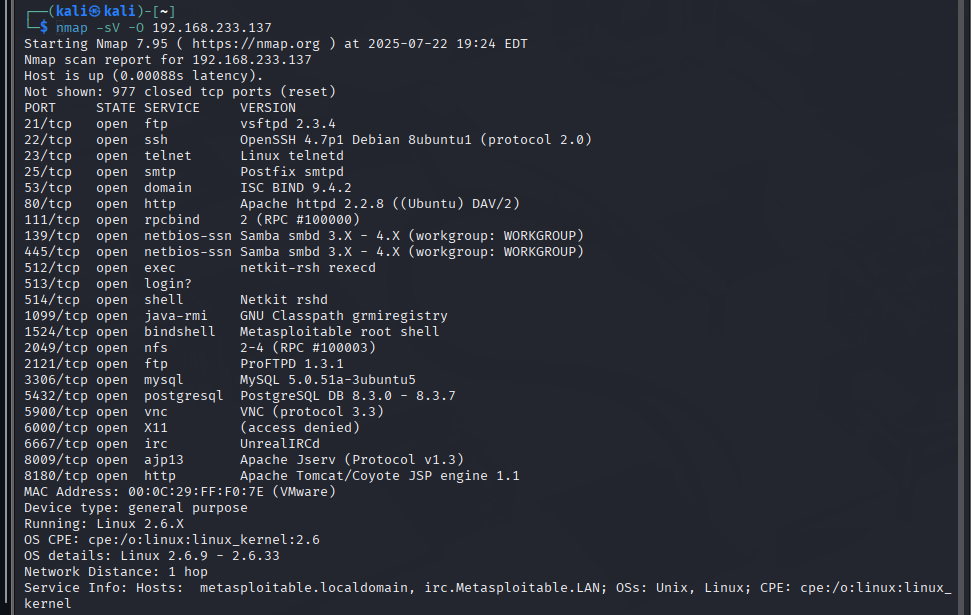 ┌──(kali㉿kali)-[~]
└─$ nmap -sV -O 192.168.233.137
Starting Nmap 7.95 ( https://nmap.org ) at 2025-07-22 19:24 EDT
Nmap scan report for 192.168.233.137
Host is up (0.00088s latency).
Not shown: 977 closed tcp ports (reset)
PORT     STATE SERVICE     VERSION
21/tcp   open  ftp         vsftpd 2.3.4
22/tcp   open  ssh         OpenSSH 4.7p1 Debian 8ubuntu1 (protocol 2.0)
23/tcp   open  telnet      Linux telnetd
25/tcp   open  smtp        Postfix smtpd
53/tcp   open  domain      ISC BIND 9.4.2
80/tcp   open  http        Apache httpd 2.2.8 ((Ubuntu) DAV/2)
111/tcp  open  rpcbind     2 (RPC #100000)
139/tcp  open  netbios-ssn Samba smbd 3.X - 4.X (workgroup: WORKGROUP)
445/tcp  open  netbios-ssn Samba smbd 3.X - 4.X (workgroup: WORKGROUP)
512/tcp  open  exec        netkit-rsh rexecd
513/tcp  open  login?
514/tcp  open  shell       Netkit rshd
1099/tcp open  java-rmi    GNU Classpath grmiregistry
1524/tcp open  bindshell   Metasploitable root shell
2049/tcp open  nfs         2-4 (RPC #100003)
2121/tcp open  ftp         ProFTPD 1.3.1
3306/tcp open  mysql       MySQL 5.0.51a-3ubuntu5
5432/tcp open  postgresql  PostgreSQL DB 8.3.0 - 8.3.7
5900/tcp open  vnc         VNC (protocol 3.3)
6000/tcp open  X11         (access denied)
6667/tcp open  irc         UnrealIRCd
8009/tcp open  ajp13       Apache Jserv (Protocol v1.3)
8180/tcp open  http        Apache Tomcat/Coyote JSP engine 1.1
MAC Address: 00:0C:29:FF:F0:7E (VMware)
Device type: general purpose
Running: Linux 2.6.X
OS CPE: cpe:/o:linux:linux_kernel:2.6
OS details: Linux 2.6.9 - 2.6.33
Network Distance: 1 hop
Service Info: Hosts:  metasploitable.localdomain, irc.Metasploitable.LAN; OSs: Unix, Linux; CPE: cpe:/o:linux:linux_
kernel